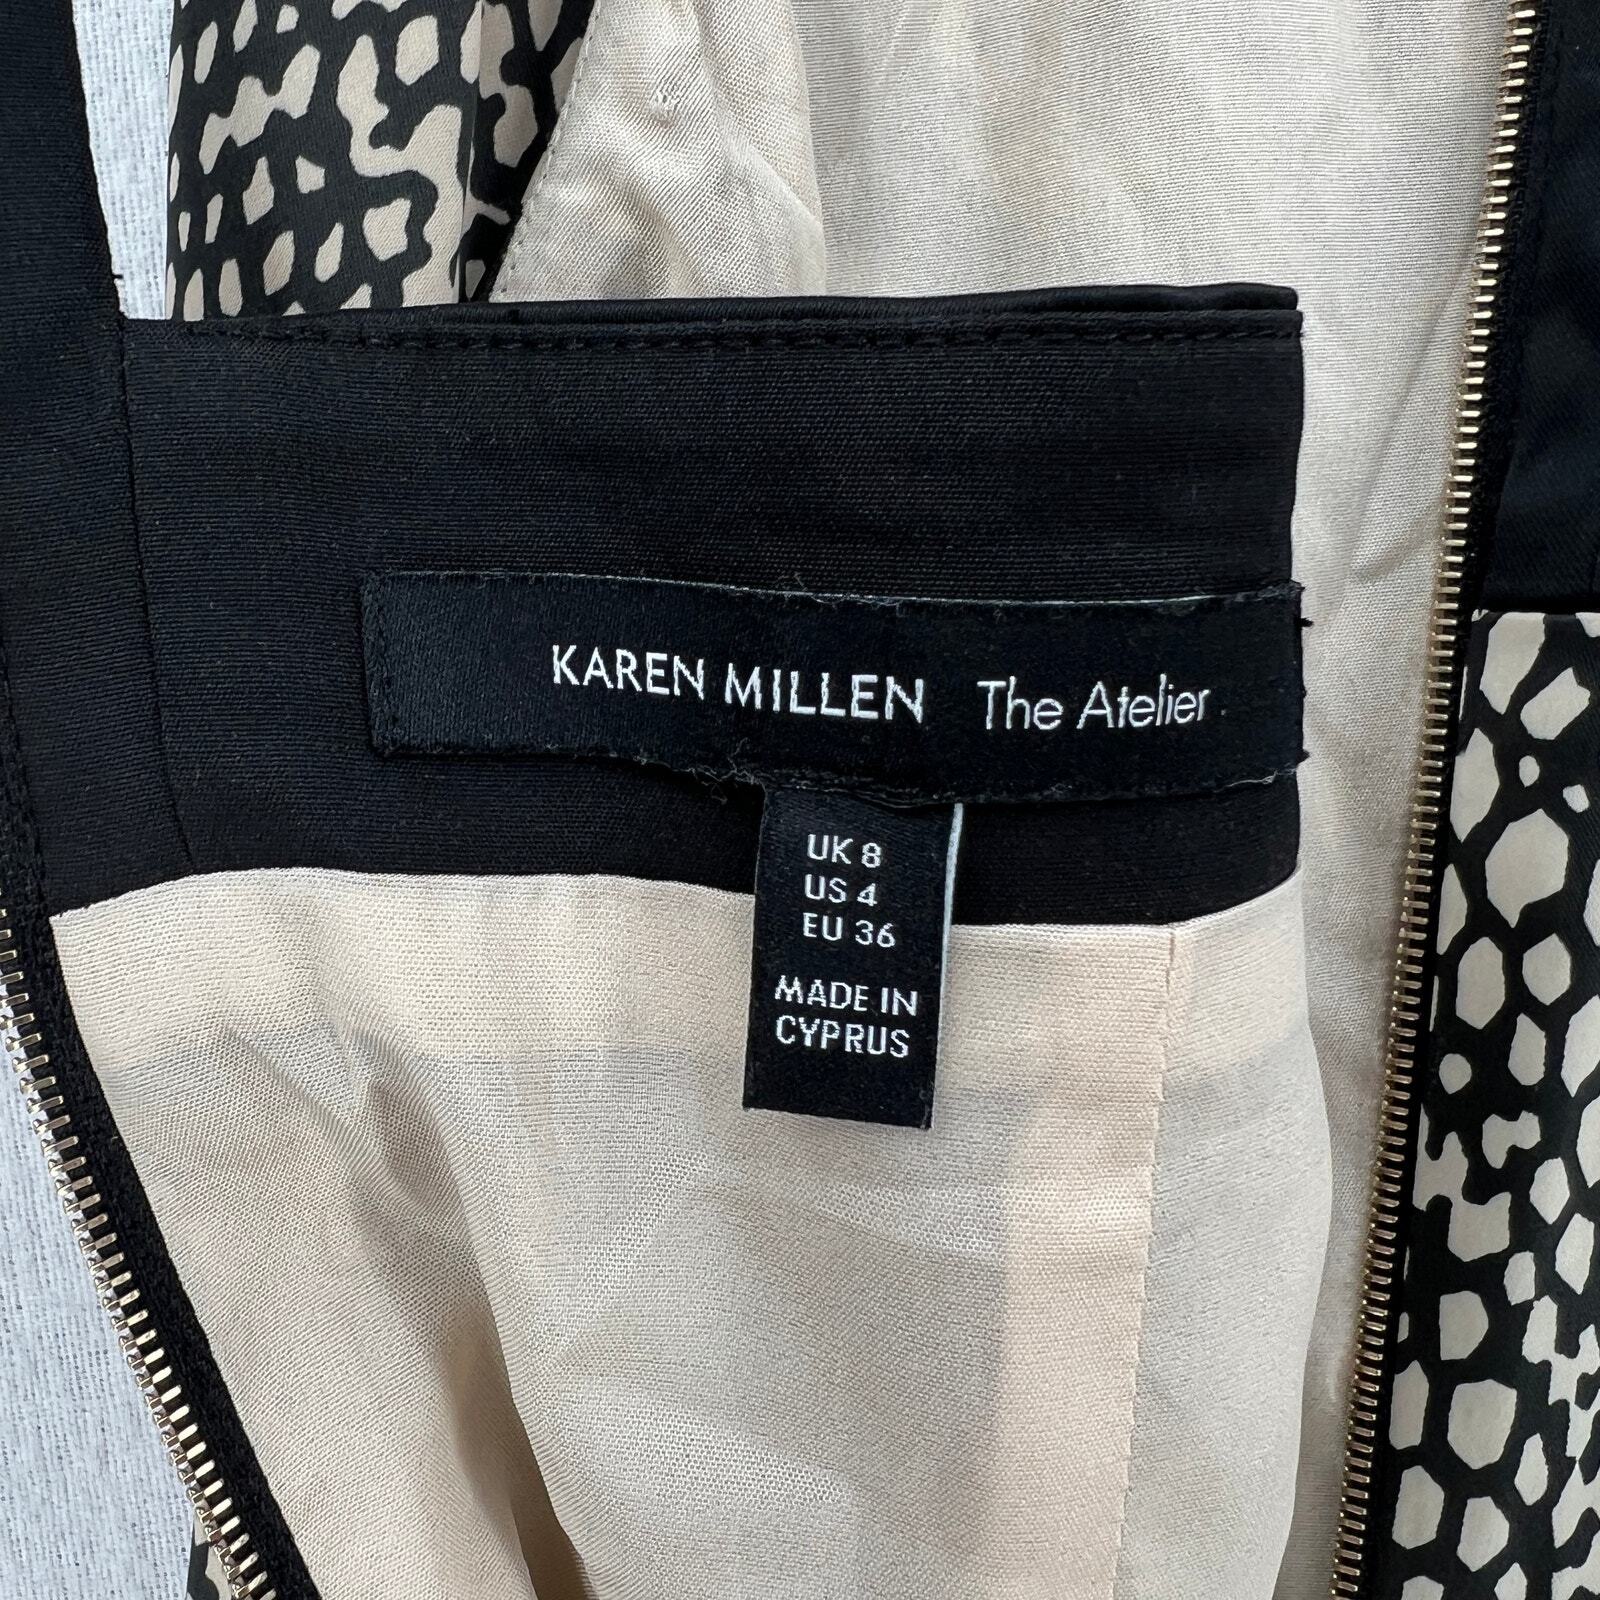 KAREN MILLEN The Atelier
UK 8
US 4
EU 36
MADE IN
CYPRUS